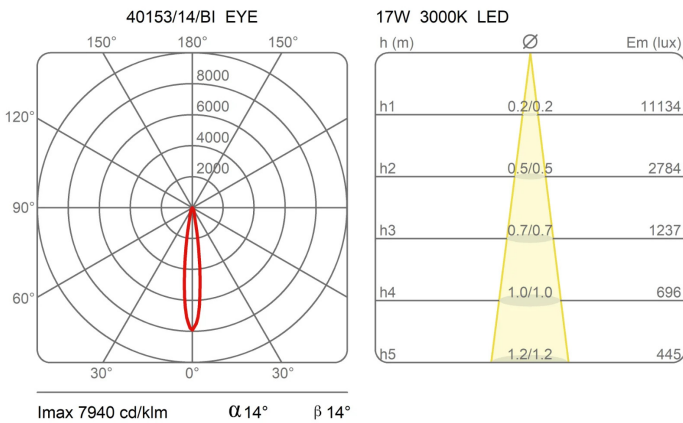 40153/14/BI EYE
150° 180° 150°
8000
6000
120°
4000
2000
90°
60°
30° 0° 30°
Imax 7940 cd/klm α 14° β 14°
17W 3000K LED
h (m) Ø Em (lux)
h1 0.2/0.2 11134
h2 0.5/0.5 2784
h3 0.7/0.7 1237
h4 1.0/1.0 696
h5 1.2/1.2 445